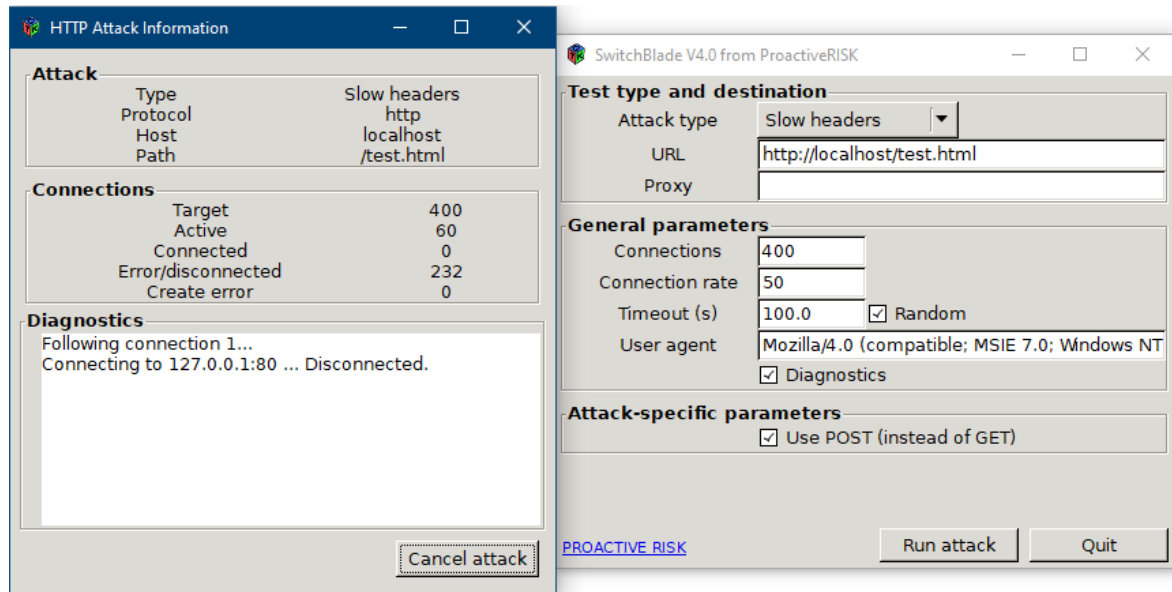 HTTP Attack Information
Attack
Type Slow headers
Protocol http
Host localhost
Path /test.html
Connections
Target 400
Active 60
Connected 0
Error/disconnected 232
Create error 0
Diagnostics
Following connection 1...
Connecting to 127.0.0.1:80 ... Disconnected.
Cancel attack
SwitchBlade V4.0 from ProactiveRISK
Test type and destination
Attack type Slow headers
URL http://localhost/test.html
Proxy
General parameters
Connections 400
Connection rate 50
Timeout (s) 100.0 Random
User agent Mozilla/4.0 (compatible; MSIE 7.0; Windows NT
Diagnostics
Attack-specific parameters
Use POST (instead of GET)
PROACTIVE RISK Run attack Quit